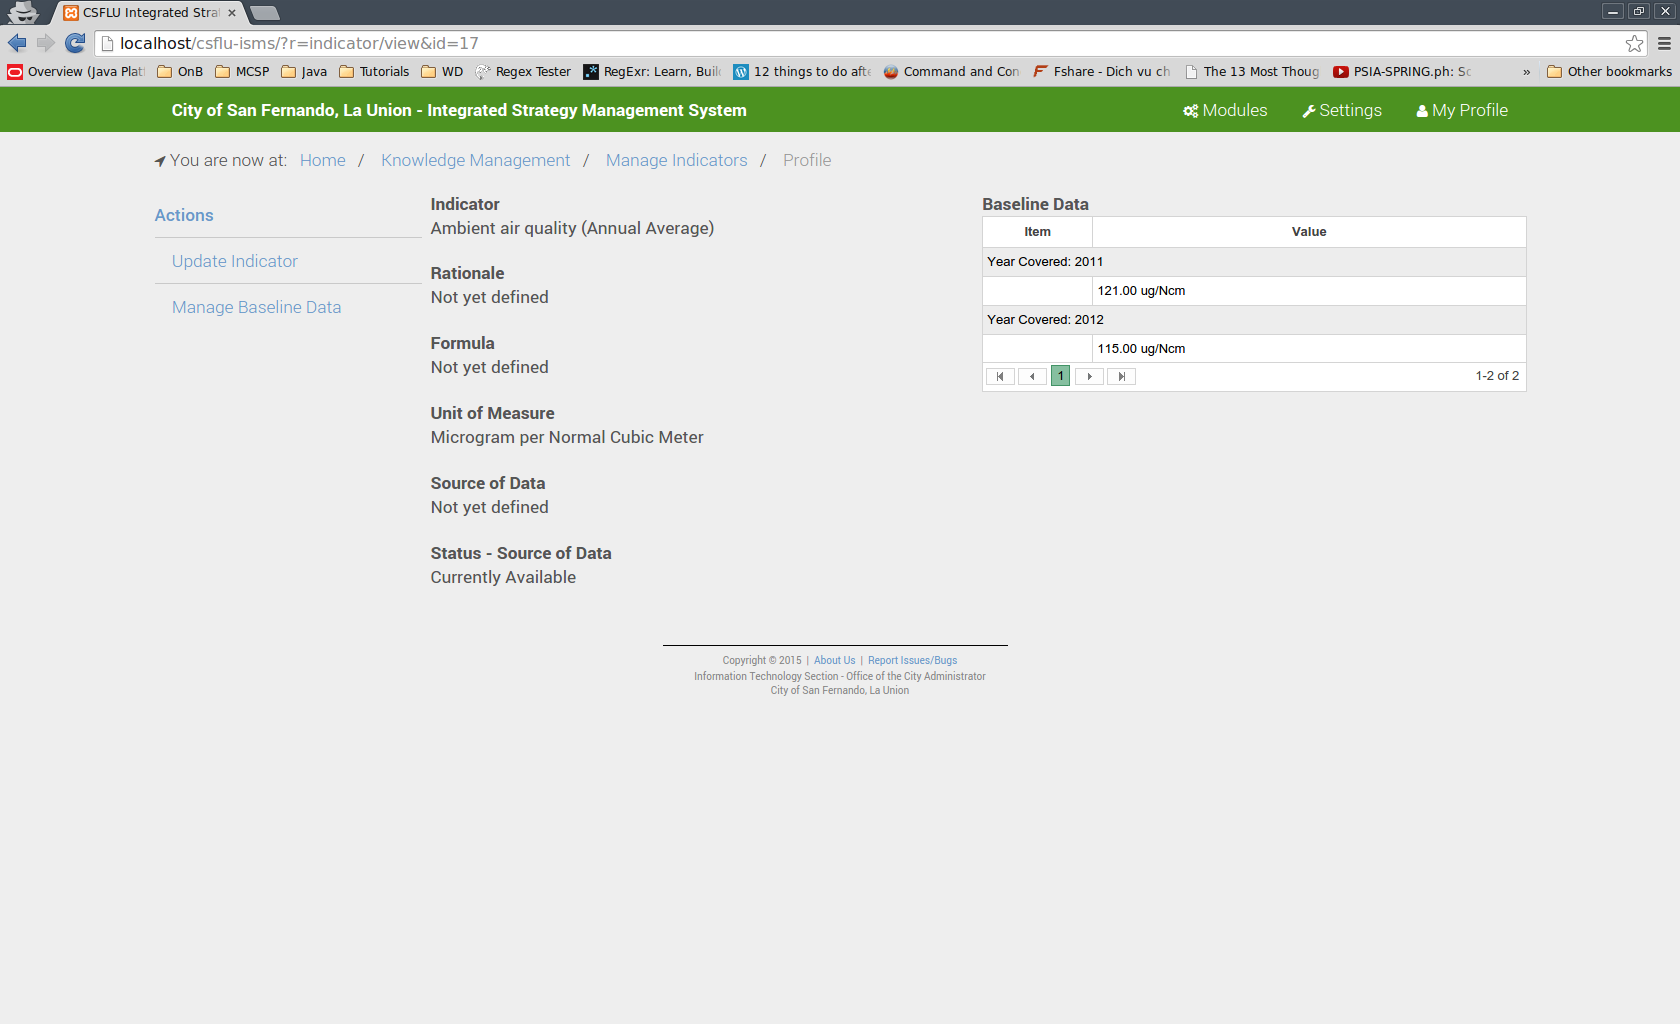 CSFLU Integrated Stra
localhost/csflu-isms/?r=indicator/view&id=17
Overview (Java Plat OnB MCSP Java Tutorials WD Regex Tester RegExr: Learn, Buil 12 things to do afte Command and Con Fshare - Dich vu ch The 13 Most Thoug PSIA-SPRING.ph: Sc » Other bookmarks
City of San Fernando, La Union - Integrated Strategy Management System Modules Settings My Profile
You are now at: Home / Knowledge Management / Manage Indicators / Profile
Actions
Update Indicator
Manage Baseline Data
Indicator
Ambient air quality (Annual Average)
Rationale
Not yet defined
Formula
Not yet defined
Unit of Measure
Microgram per Normal Cubic Meter
Source of Data
Not yet defined
Status - Source of Data
Currently Available
Baseline Data
Item Value
Year Covered: 2011
121.00 ug/Ncm
Year Covered: 2012
115.00 ug/Ncm
1 1-2 of 2
Copyright © 2015 | About Us | Report Issues/Bugs
Information Technology Section - Office of the City Administrator
City of San Fernando, La Union